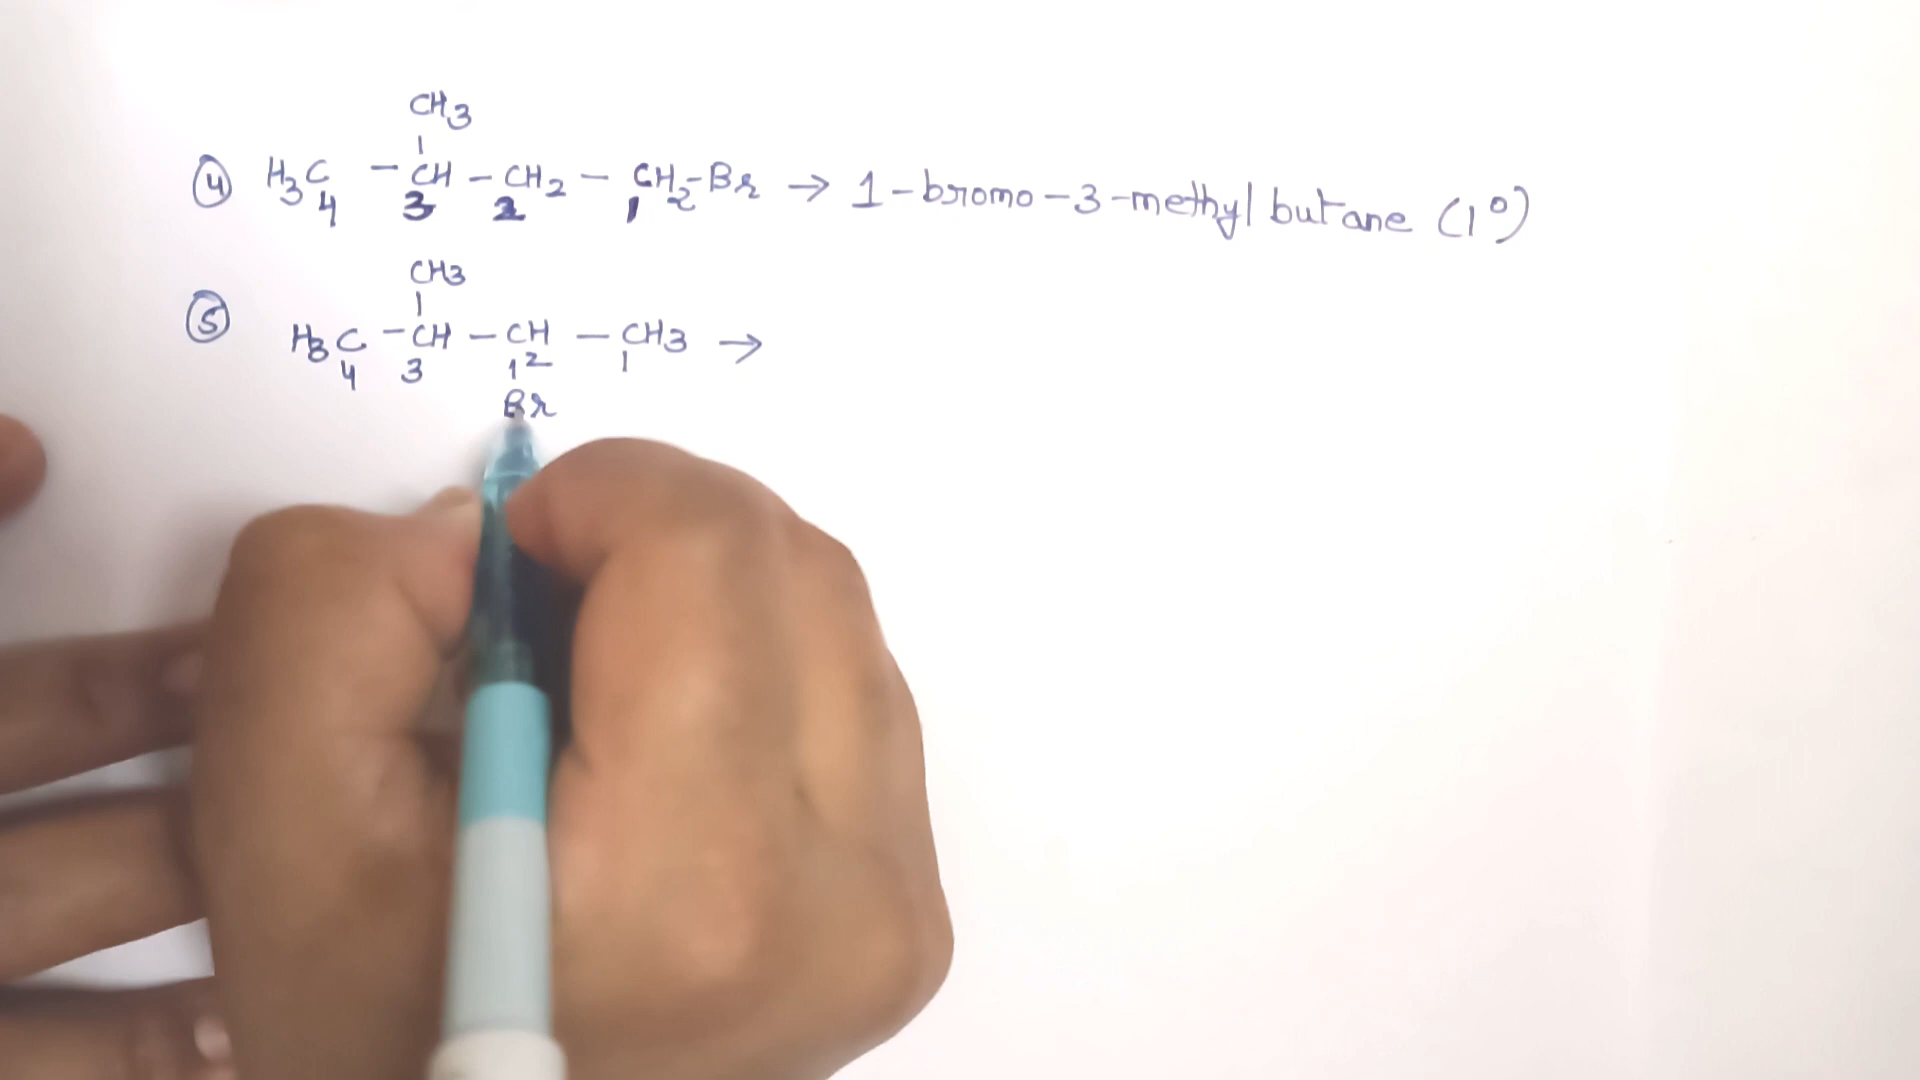 CH3
|
④ H3C – CH – CH2 – CH2–Br → 1-bromo-3-methyl butane (1°)
4 3 2 1
CH3
|
⑤ H3C – CH – CH – CH3 →
4 3 | 2 1
Br